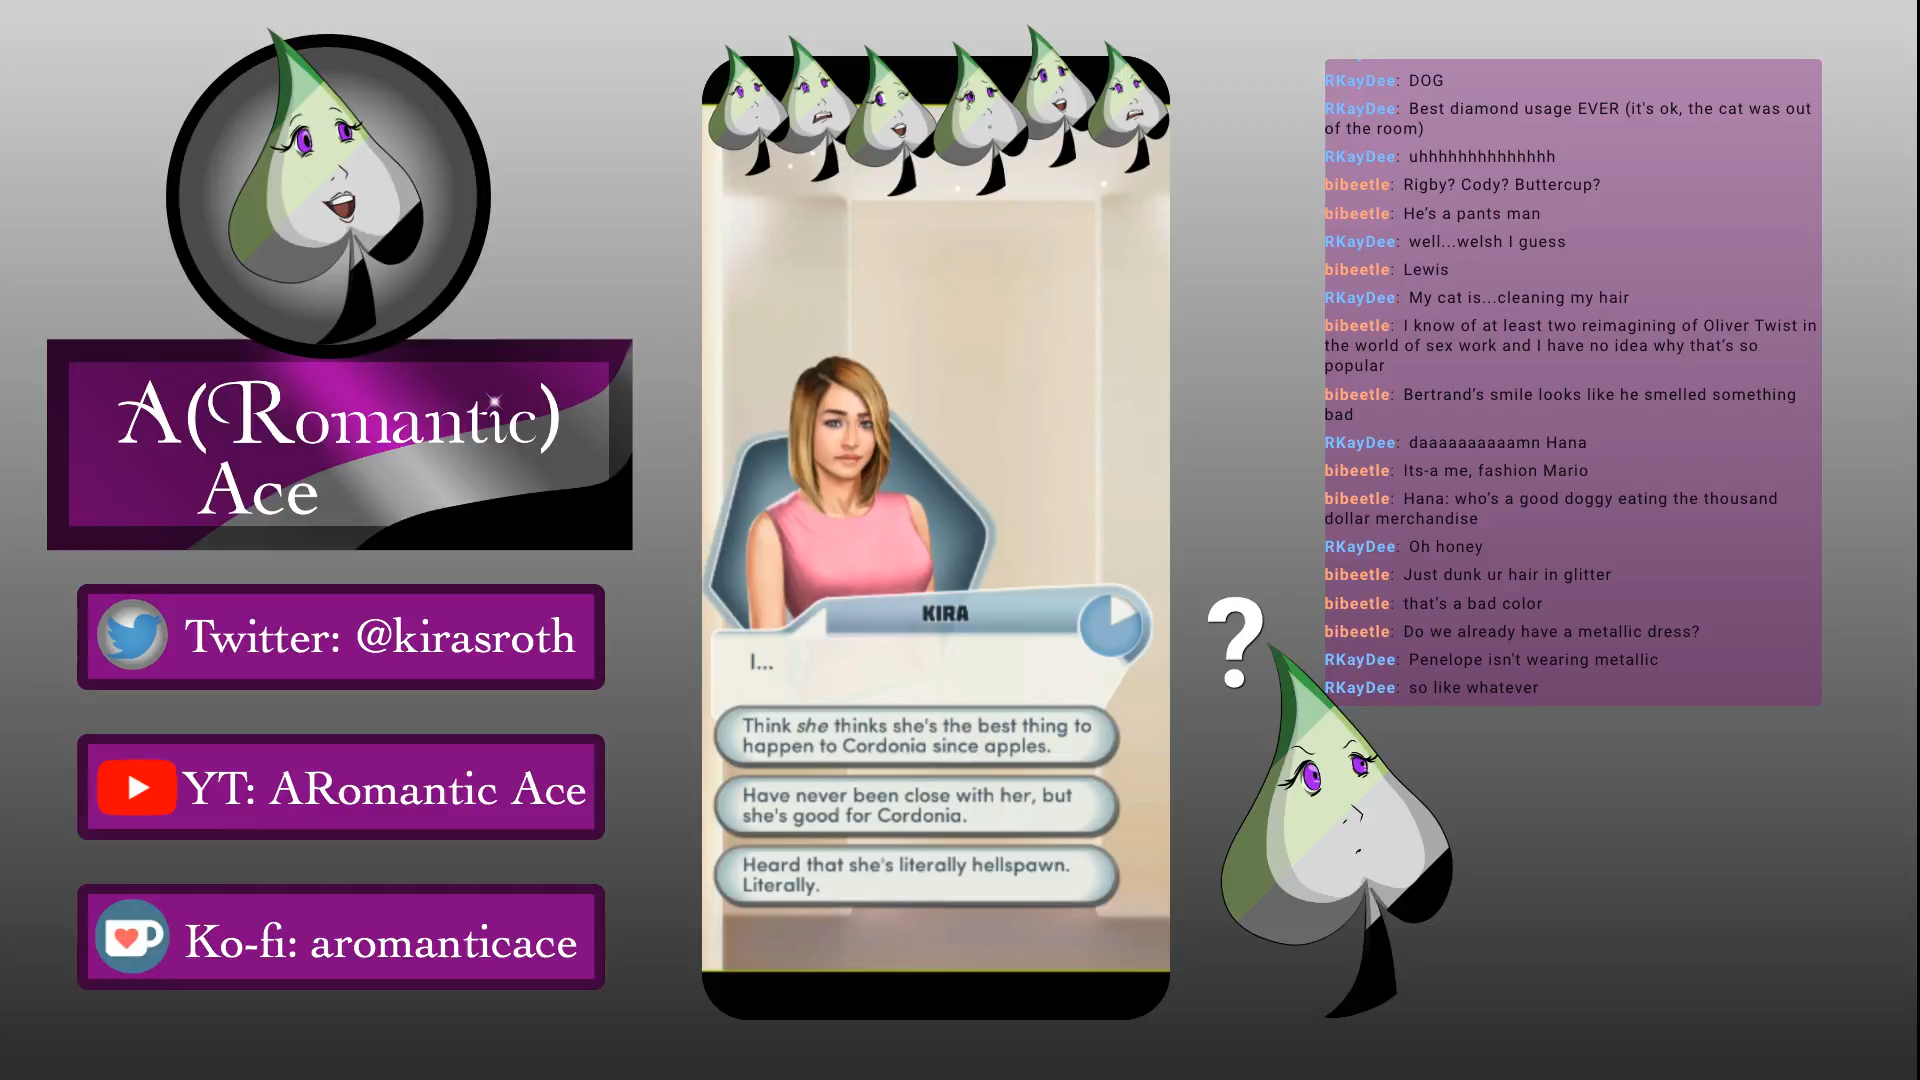 A(Romantic)
Ace
Twitter: @kirasroth
YT: ARomantic Ace
Ko-fi: aromanticace
KIRA
I...
Think she thinks she's the best thing to
happen to Cordonia since apples.
Have never been close with her, but
she's good for Cordonia.
Heard that she's literally hellspawn.
Literally.
?
RKayDee: DOG
RKayDee: Best diamond usage EVER (it's ok, the cat was out
of the room)
RKayDee: uhhhhhhhhhhhhhh
bibeetle: Rigby? Cody? Buttercup?
bibeetle: He’s a pants man
RKayDee: well...welsh I guess
bibeetle: Lewis
RKayDee: My cat is...cleaning my hair
bibeetle: I know of at least two reimagining of Oliver Twist in
the world of sex work and I have no idea why that’s so
popular
bibeetle: Bertrand’s smile looks like he smelled something
bad
RKayDee: daaaaaaaaaamn Hana
bibeetle: Its-a me, fashion Mario
bibeetle: Hana: who’s a good doggy eating the thousand
dollar merchandise
RKayDee: Oh honey
bibeetle: Just dunk ur hair in glitter
bibeetle: that’s a bad color
bibeetle: Do we already have a metallic dress?
RKayDee: Penelope isn't wearing metallic
RKayDee: so like whatever